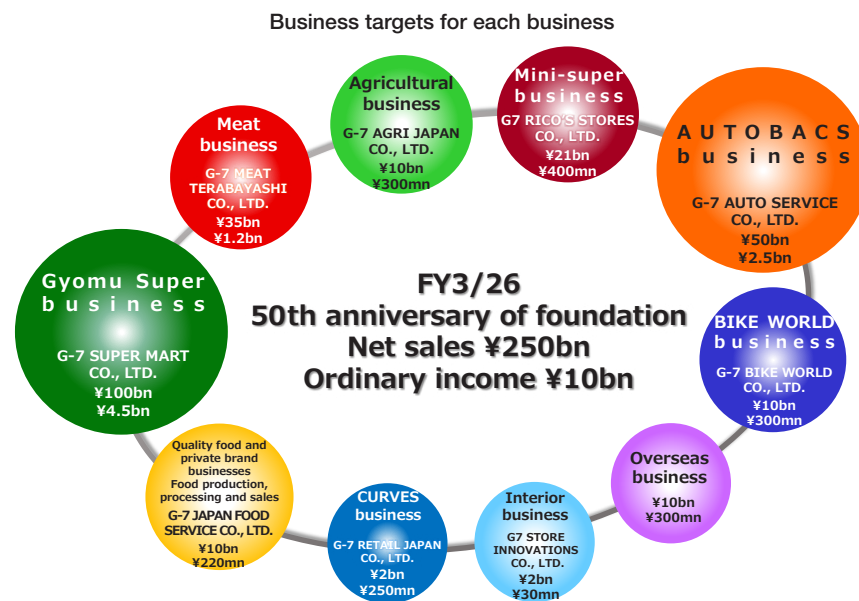 Business targets for each business
Agricultural
business
G-7 AGRI JAPAN
CO., LTD.
¥10bn
¥300mn
Mini-super
business
G7 RICO'S STORES
CO., LTD.
¥21bn
¥400mn
AUTOBACS
business
G-7 AUTO SERVICE
CO., LTD.
¥50bn
¥2.5bn
Meat
business
G-7 MEAT
TERABAYASHI
CO., LTD.
¥35bn
¥1.2bn
Gyomu Super
business
G-7 SUPER MART
CO., LTD.
¥100bn
¥4.5bn
FY3/26
50th anniversary of foundation
Net sales ¥250bn
Ordinary income ¥10bn
BIKE WORLD
business
G-7 BIKE WORLD
CO., LTD.
¥10bn
¥300mn
Quality food and
private brand
businesses
Food production,
processing and sales
G-7 JAPAN FOOD
SERVICE CO., LTD.
¥10bn
¥220mn
CURVES
business
G-7 RETAIL JAPAN
CO., LTD.
¥2bn
¥250mn
Interior
business
G7 STORE
INNOVATIONS
CO., LTD.
¥2bn
¥30mn
Overseas
business
¥10bn
¥300mn